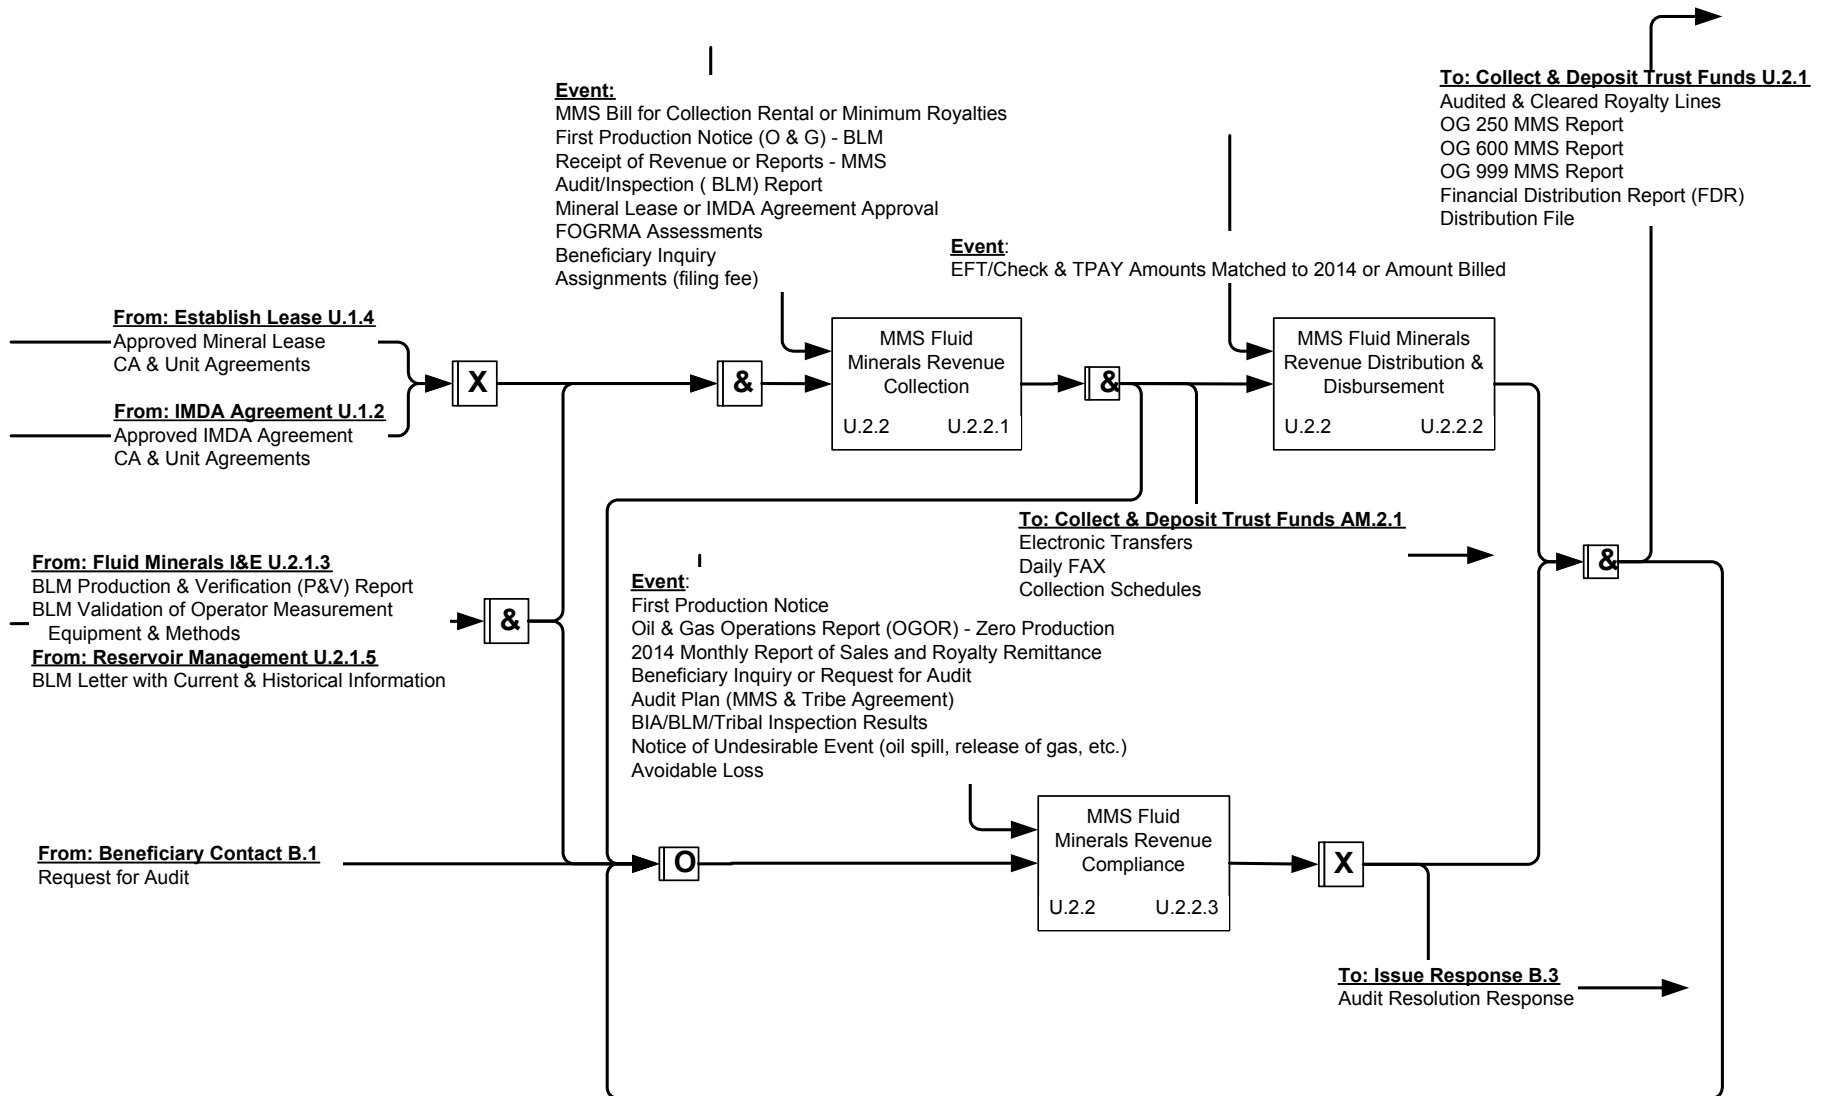 To: Collect & Deposit Trust Funds U.2.1
Audited & Cleared Royalty Lines
OG 250 MMS Report
OG 600 MMS Report
OG 999 MMS Report
Financial Distribution Report (FDR)
Distribution File
Event:
MMS Bill for Collection Rental or Minimum Royalties
First Production Notice (O & G) - BLM
Receipt of Revenue or Reports - MMS
Audit/Inspection ( BLM) Report
Mineral Lease or IMDA Agreement Approval
FOGRMA Assessments
Beneficiary Inquiry
Assignments (filing fee)
Event:
EFT/Check & TPAY Amounts Matched to 2014 or Amount Billed
From: Establish Lease U.1.4
Approved Mineral Lease
CA & Unit Agreements
From: IMDA Agreement U.1.2
Approved IMDA Agreement
CA & Unit Agreements
X
&
MMS Fluid
Minerals Revenue
Collection
U.2.2 U.2.2.1
&
MMS Fluid Minerals
Revenue Distribution &
Disbursement
U.2.2 U.2.2.2
To: Collect & Deposit Trust Funds AM.2.1
Electronic Transfers
Daily FAX
Collection Schedules
&
From: Fluid Minerals I&E U.2.1.3
BLM Production & Verification (P&V) Report
BLM Validation of Operator Measurement
Equipment & Methods
From: Reservoir Management U.2.1.5
BLM Letter with Current & Historical Information
&
Event:
First Production Notice
Oil & Gas Operations Report (OGOR) - Zero Production
2014 Monthly Report of Sales and Royalty Remittance
Beneficiary Inquiry or Request for Audit
Audit Plan (MMS & Tribe Agreement)
BIA/BLM/Tribal Inspection Results
Notice of Undesirable Event (oil spill, release of gas, etc.)
Avoidable Loss
From: Beneficiary Contact B.1
Request for Audit
O
MMS Fluid
Minerals Revenue
Compliance
U.2.2 U.2.2.3
X
To: Issue Response B.3
Audit Resolution Response